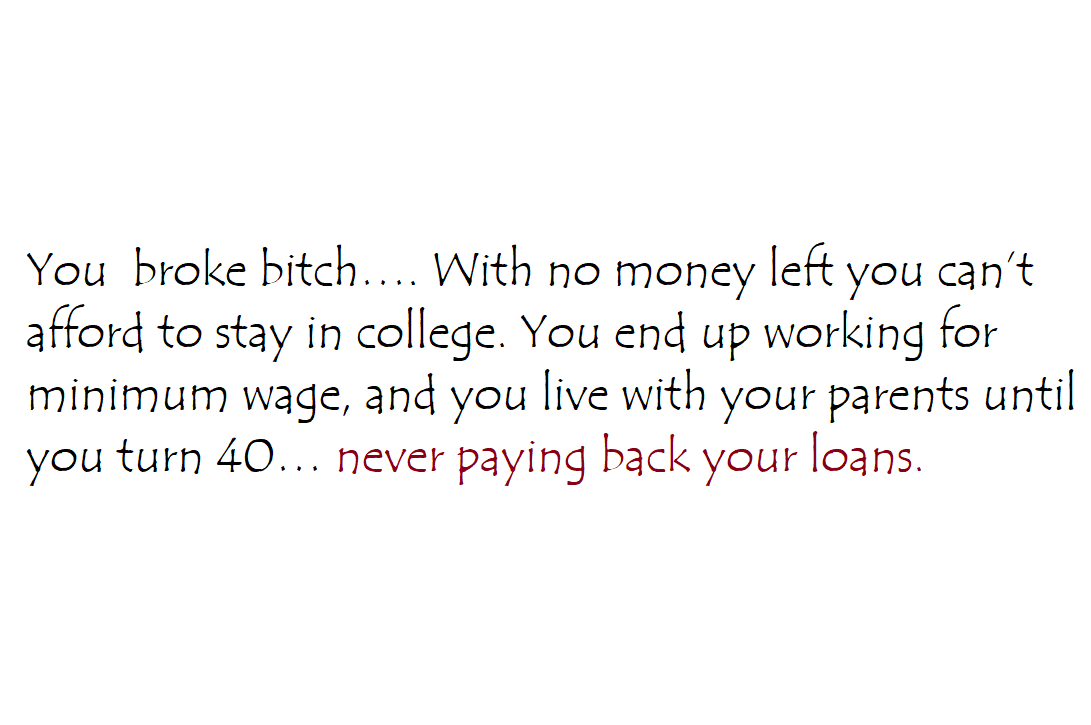 You  broke bitch.... With no money left you can't
afford to stay in college. You end up working for
minimum wage, and you live with your parents until
you turn 40... never paying back your loans.